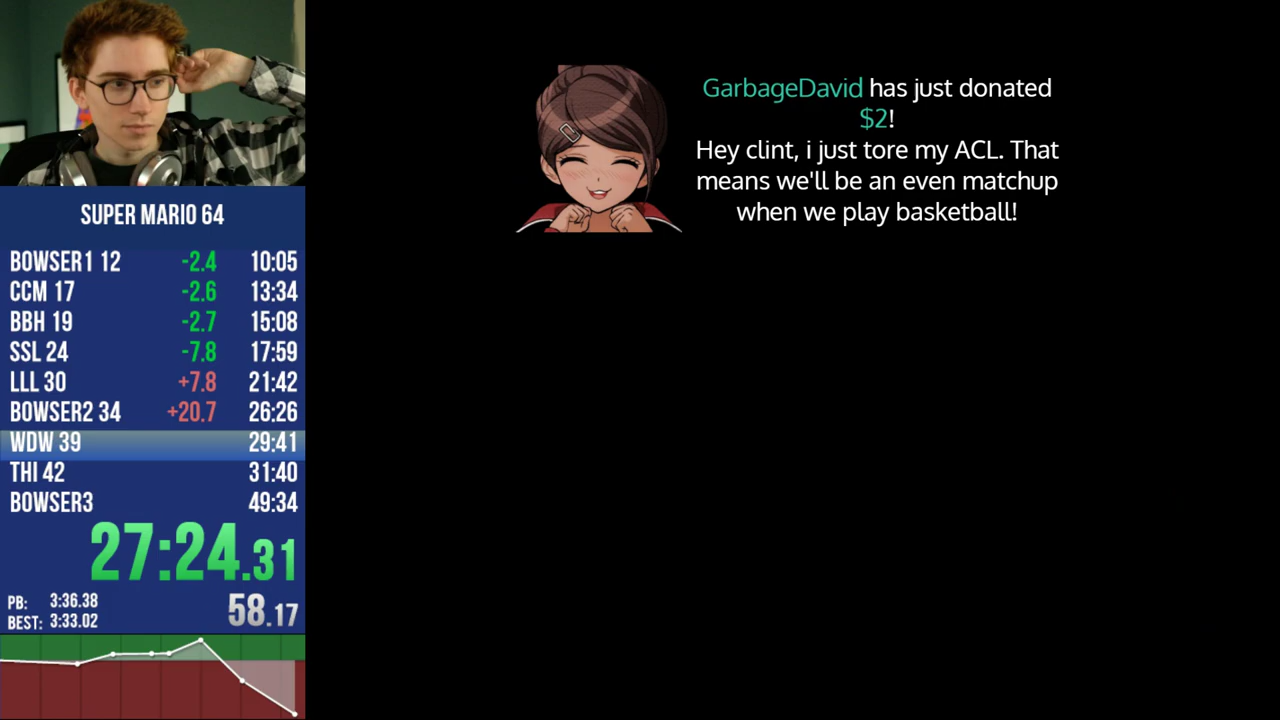 GarbageDavid has just donated
$2!
Hey clint, i just tore my ACL. That
means we'll be an even matchup
when we play basketball!
SUPER MARIO 64
BOWSER1 12 -2.4 10:05
CCM 17 -2.6 13:34
BBH 19 -2.7 15:08
SSL 24 -7.8 17:59
LLL 30 +7.8 21:42
BOWSER2 34 +20.7 26:26
WDW 39 29:41
THI 42 31:40
BOWSER3 49:34
27:24.31
PB: 3:36.38 58.17
BEST: 3:33.02